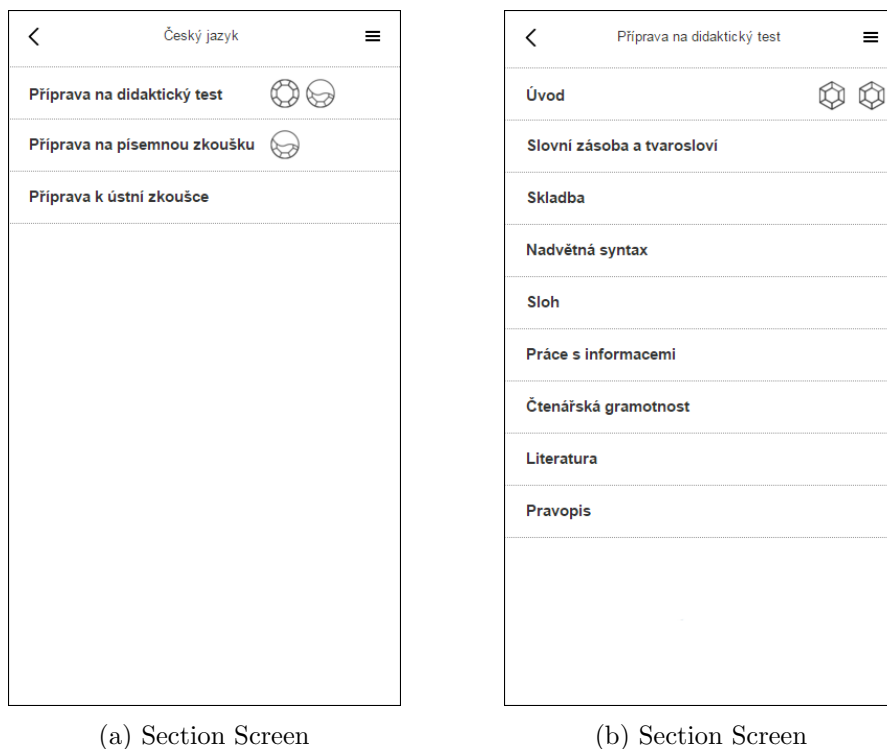 Český jazyk
Příprava na didaktický test
Příprava na písemnou zkoušku
Příprava k ústní zkoušce
(a) Section Screen
Příprava na didaktický test
Úvod
Slovní zásoba a tvarosloví
Skladba
Nadvětná syntax
Sloh
Práce s informacemi
Čtenářská gramotnost
Literatura
Pravopis
(b) Section Screen